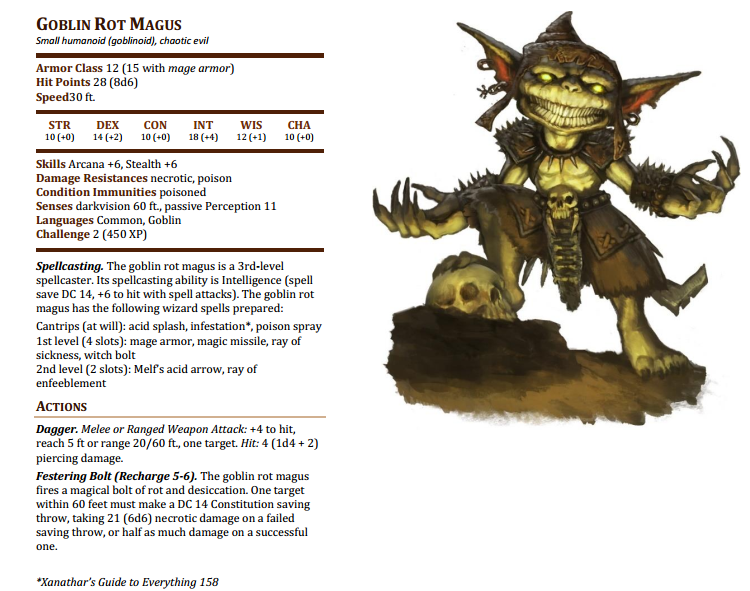 GOBLIN ROT MAGUS
Small humanoid (goblinoid), chaotic evil
Armor Class 12 (15 with mage armor)
Hit Points 28 (8d6)
Speed30 ft.
STR DEX CON INT WIS CHA
10 (+0) 14 (+2) 10 (+0) 18 (+4) 12 (+1) 10 (+0)
Skills Arcana +6, Stealth +6
Damage Resistances necrotic, poison
Condition Immunities poisoned
Senses darkvision 60 ft., passive Perception 11
Languages Common, Goblin
Challenge 2 (450 XP)
Spellcasting. The goblin rot magus is a 3rd-level
spellcaster. Its spellcasting ability is Intelligence (spell
save DC 14, +6 to hit with spell attacks). The goblin rot
magus has the following wizard spells prepared:
Cantrips (at will): acid splash, infestation*, poison spray
1st level (4 slots): mage armor, magic missile, ray of
sickness, witch bolt
2nd level (2 slots): Melf's acid arrow, ray of
enfeeblement
ACTIONS
Dagger. Melee or Ranged Weapon Attack: +4 to hit,
reach 5 ft or range 20/60 ft., one target. Hit: 4 (1d4 + 2)
piercing damage.
Festering Bolt (Recharge 5-6). The goblin rot magus
fires a magical bolt of rot and desiccation. One target
within 60 feet must make a DC 14 Constitution saving
throw, taking 21 (6d6) necrotic damage on a failed
saving throw, or half as much damage on a successful
one.
*Xanathar's Guide to Everything 158